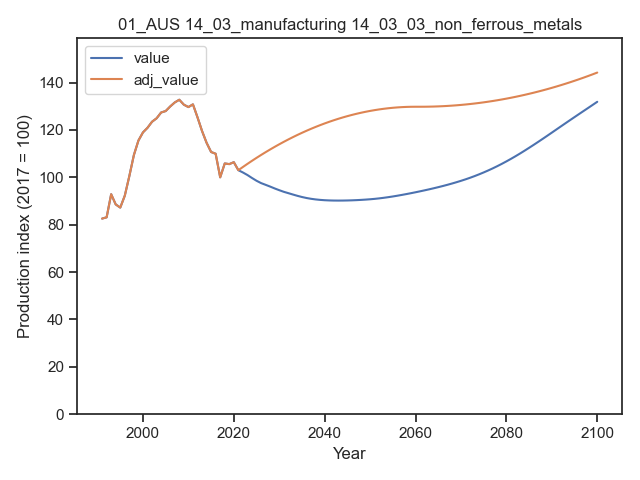 01_AUS 14_03_manufacturing 14_03_03_non_ferrous_metals
value
adj_value
Production index (2017 = 100)
140
120
100
80
60
40
20
0
2000 2020 2040 2060 2080 2100
Year